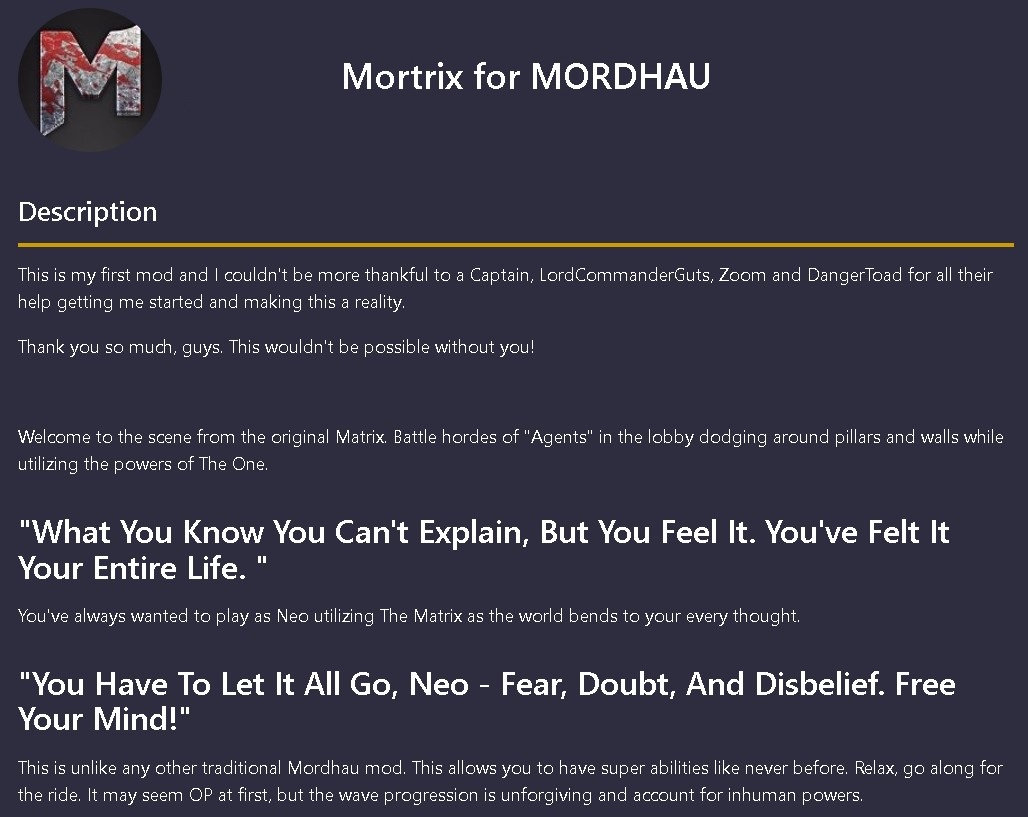 M
Mortrix for MORDHAU
Description
This is my first mod and I couldn't be more thankful to a Captain, LordCommanderGuts, Zoom and DangerToad for all their
help getting me started and making this a reality.
Thank you so much, guys. This wouldn't be possible without you!
Welcome to the scene from the original Matrix. Battle hordes of "Agents" in the lobby dodging around pillars and walls while
utilizing the powers of The One.
"What You Know You Can't Explain, But You Feel It. You've Felt It
Your Entire Life. "
You've always wanted to play as Neo utilizing The Matrix as the world bends to your every thought.
"You Have To Let It All Go, Neo - Fear, Doubt, And Disbelief. Free
Your Mind!"
This is unlike any other traditional Mordhau mod. This allows you to have super abilities like never before. Relax, go along for
the ride. It may seem OP at first, but the wave progression is unforgiving and account for inhuman powers.